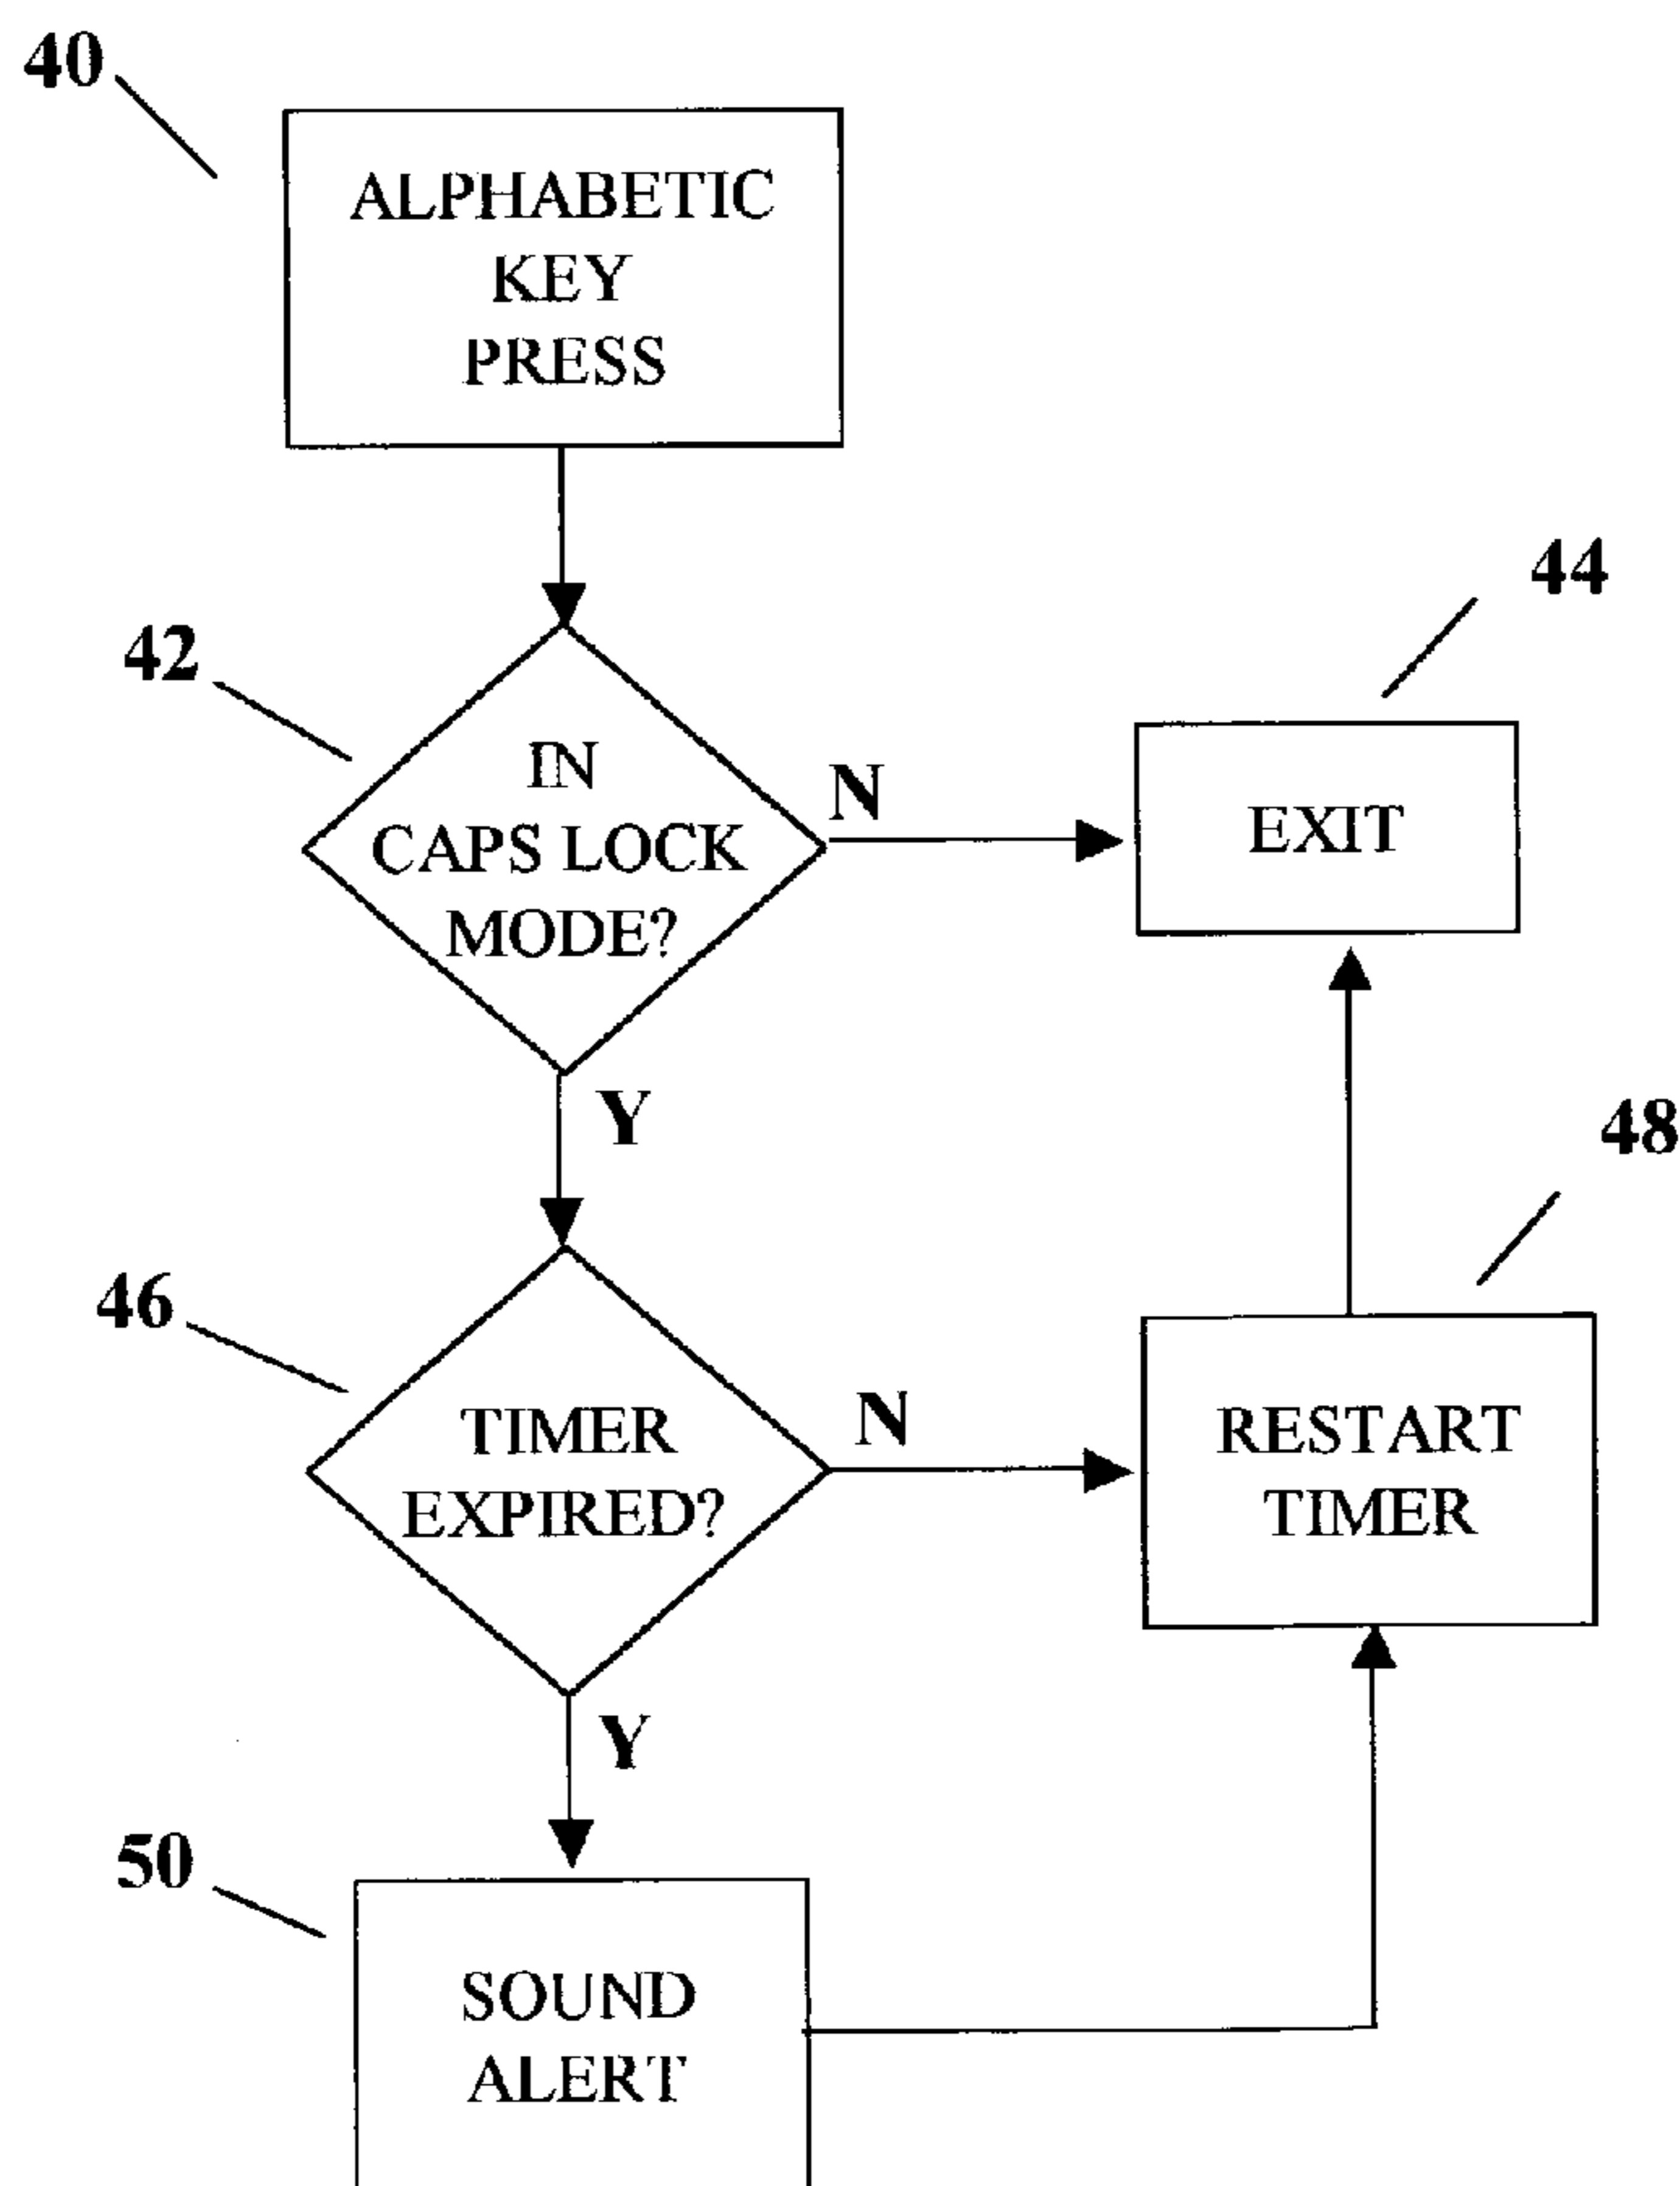 40
ALPHABETIC
KEY
PRESS
42
IN
CAPS LOCK
MODE?
N
44
EXIT
Y
46
TIMER
EXPIRED?
N
48
RESTART
TIMER
Y
50
SOUND
ALERT